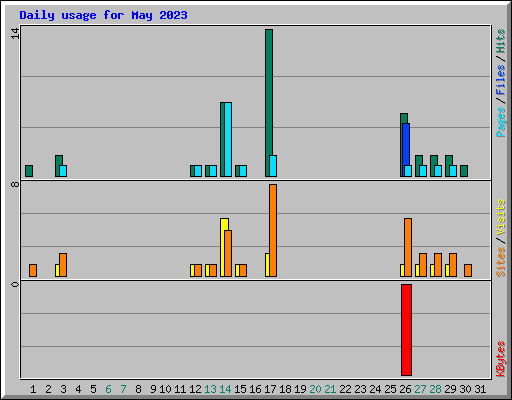 Daily usage for May 2023
14
8
0
Pages / Files / Hits
Sites / Visits
KBytes
1 2 3 4 5 6 7 8 9 10 11 12 13 14 15 16 17 18 19 20 21 22 23 24 25 26 27 28 29 30 31